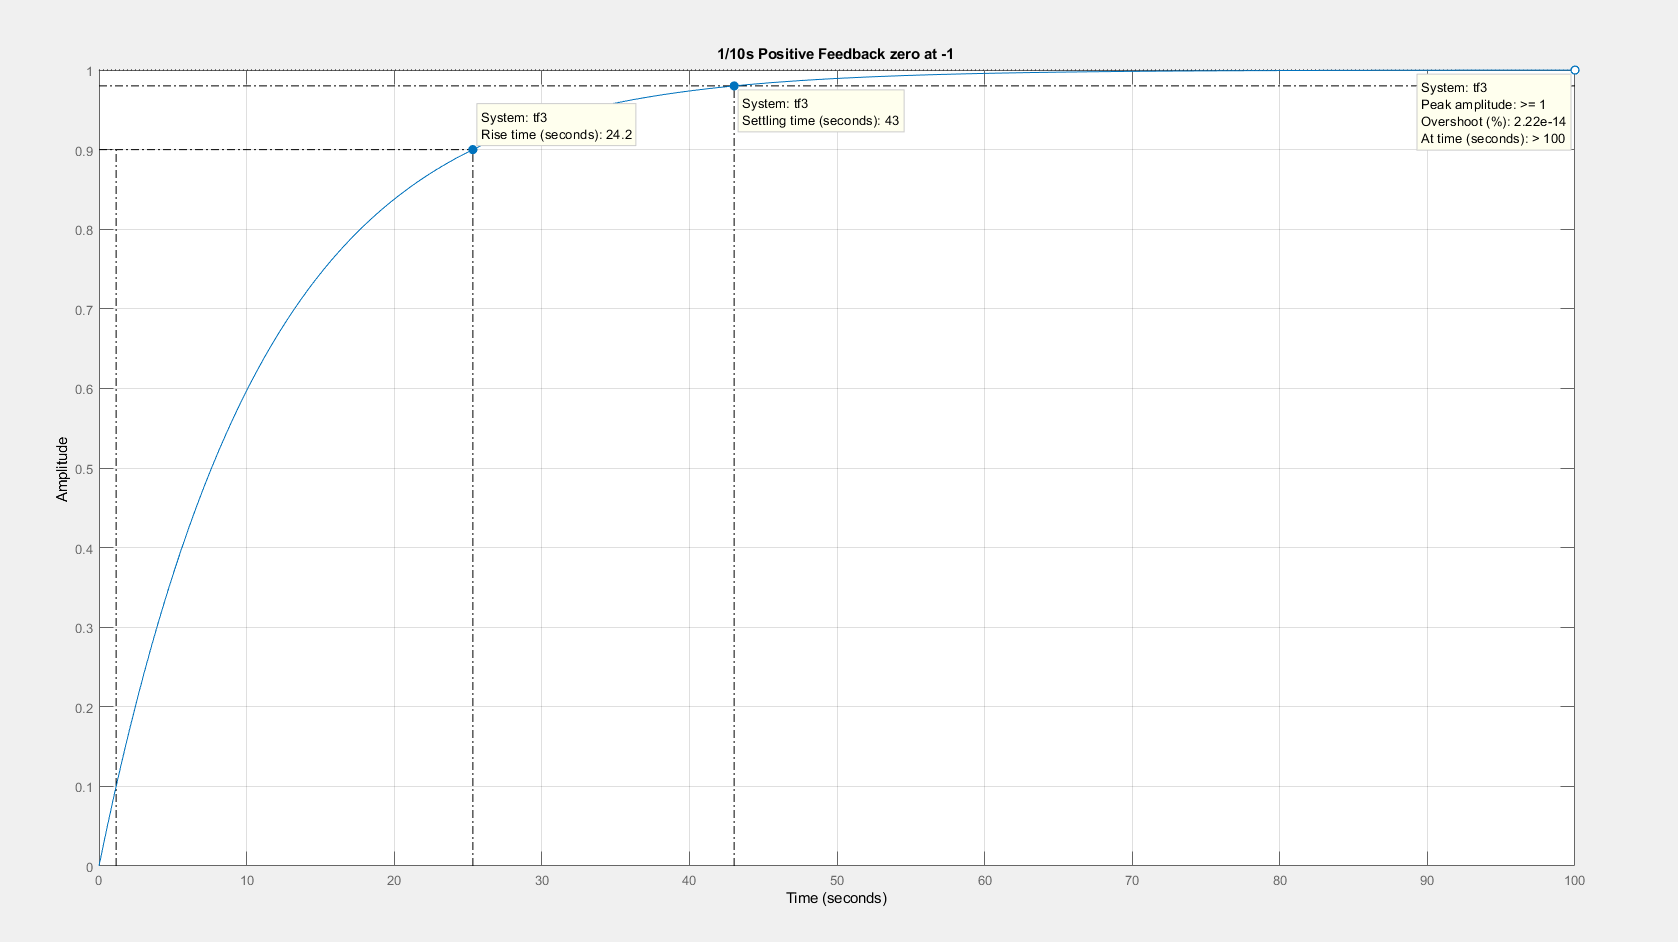 1/10s Positive Feedback zero at -1
System: tf3
Rise time (seconds): 24.2
System: tf3
Settling time (seconds): 43
System: tf3
Peak amplitude: >= 1
Overshoot (%): 2.22e-14
At time (seconds): > 100
Amplitude
1
0.9
0.8
0.7
0.6
0.5
0.4
0.3
0.2
0.1
0
0 10 20 30 40 50 60 70 80 90 100
Time (seconds)